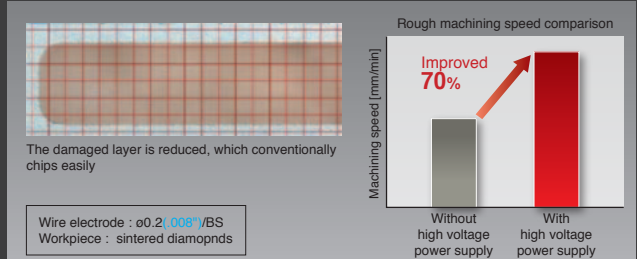 Rough machining speed comparison
Machining speed [mm/min]
Improved
70%
Without
high voltage
power supply
With
high voltage
power supply
The damaged layer is reduced, which conventionally
chips easily
Wire electrode : ø0.2(.008")/BS
Workpiece : sintered diamopnds